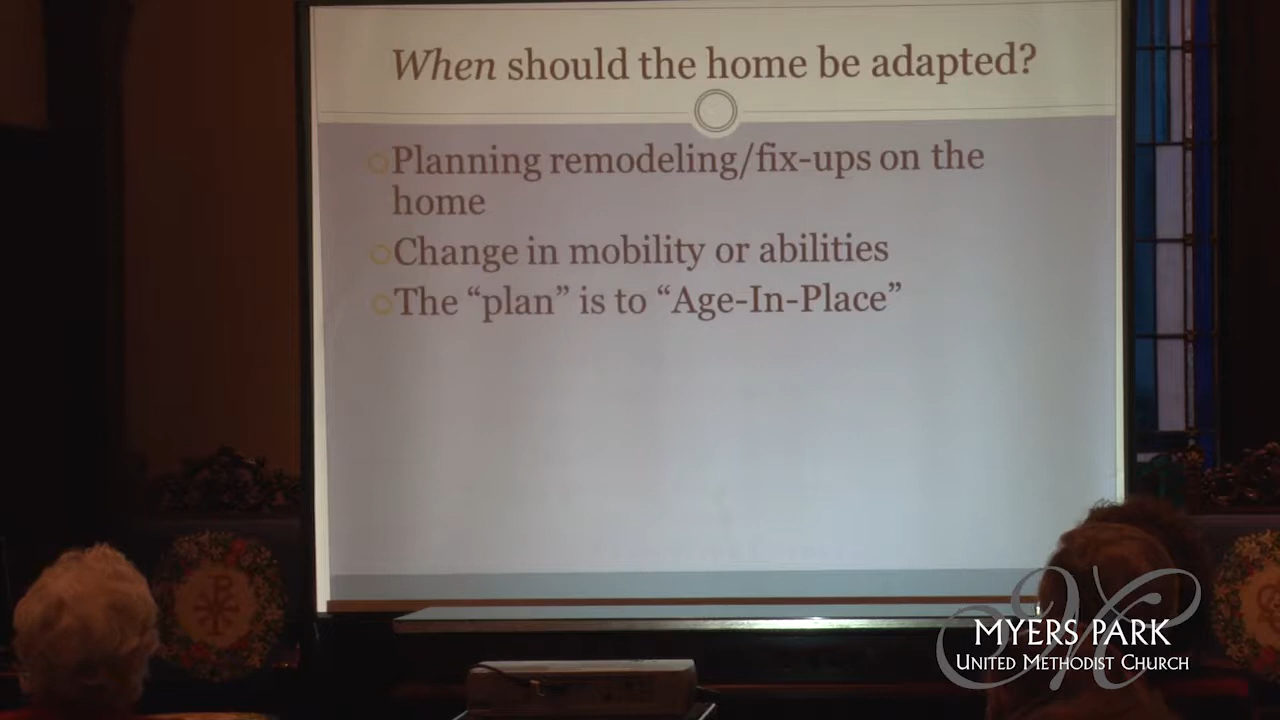 When should the home be adapted?
Planning remodeling/fix-ups on the
home
Change in mobility or abilities
The “plan” is to “Age-In-Place”
MYERS PARK
UNITED METHODIST CHURCH